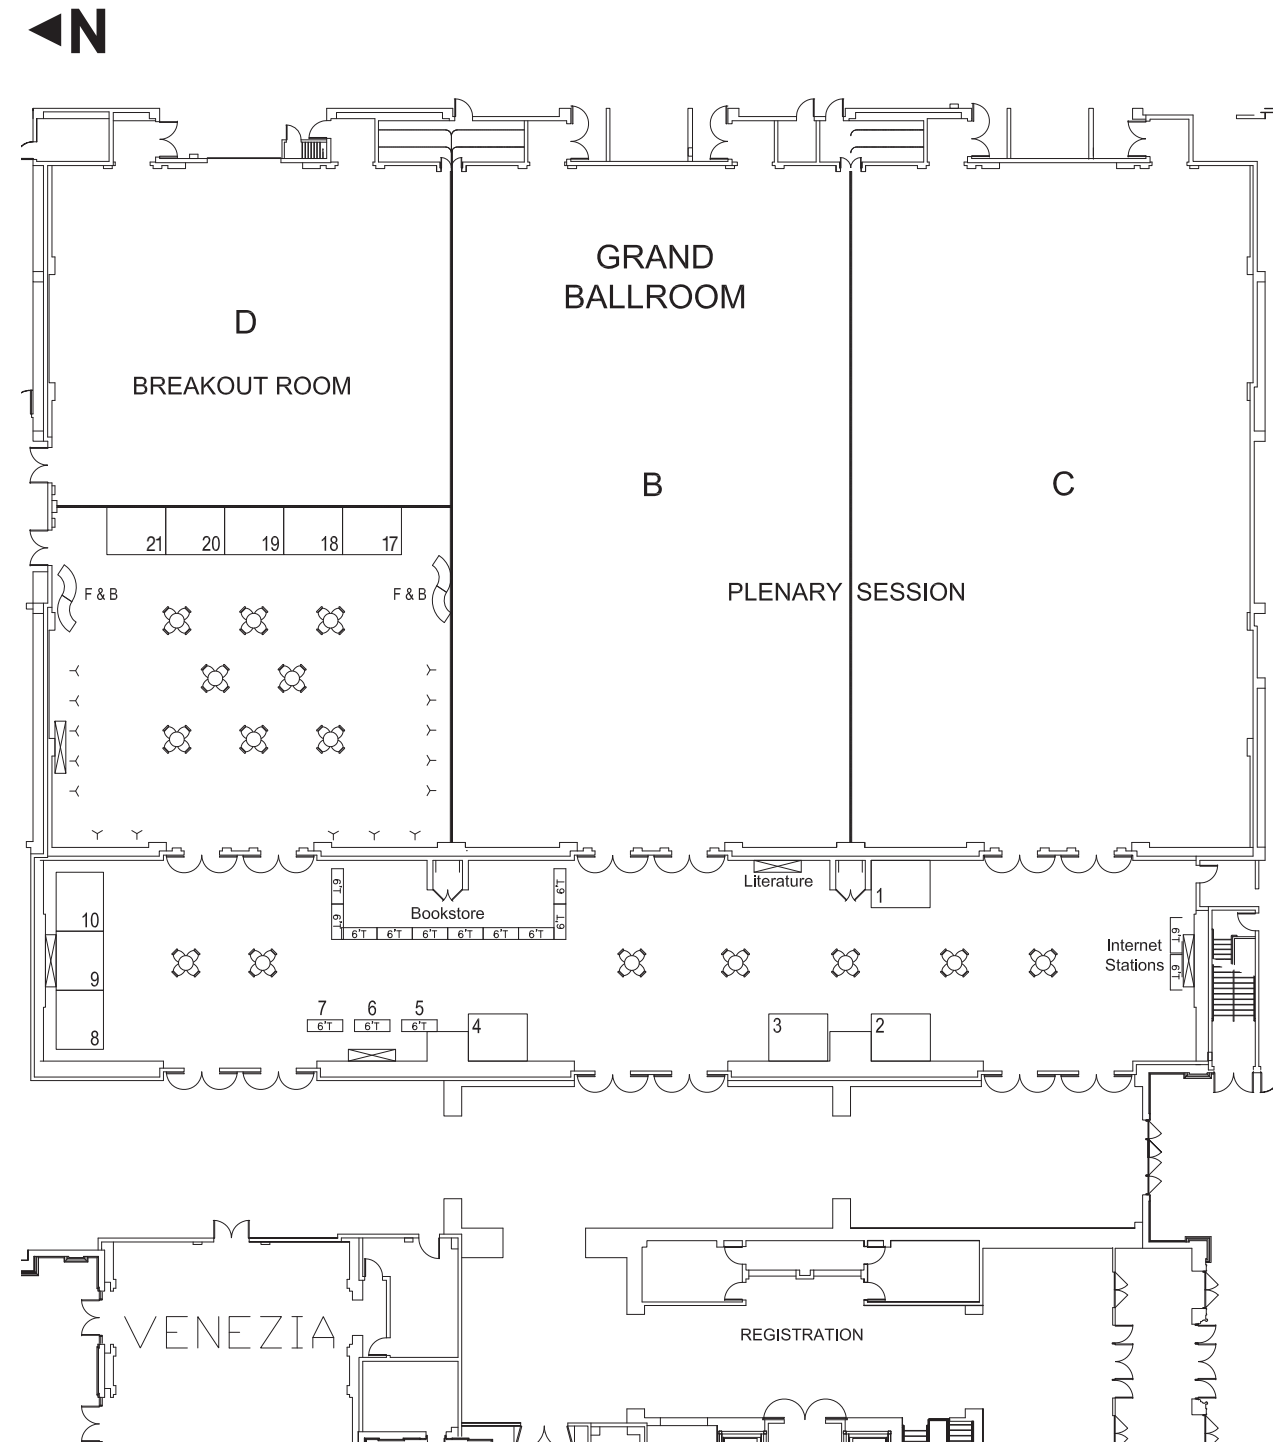 N
GRAND
BALLROOM
D
BREAKOUT ROOM
B
C
21 20 19 18 17
F & B
F & B
PLENARY SESSION
Literature
1
10
9
8
6'T
6'T
6'T
6'T
Bookstore
6'T 6'T 6'T 6'T 6'T 6'T
Internet
Stations
6'T
6'T
7 6 5
6'T 6'T 6'T
4
3
2
VENEZIA
REGISTRATION